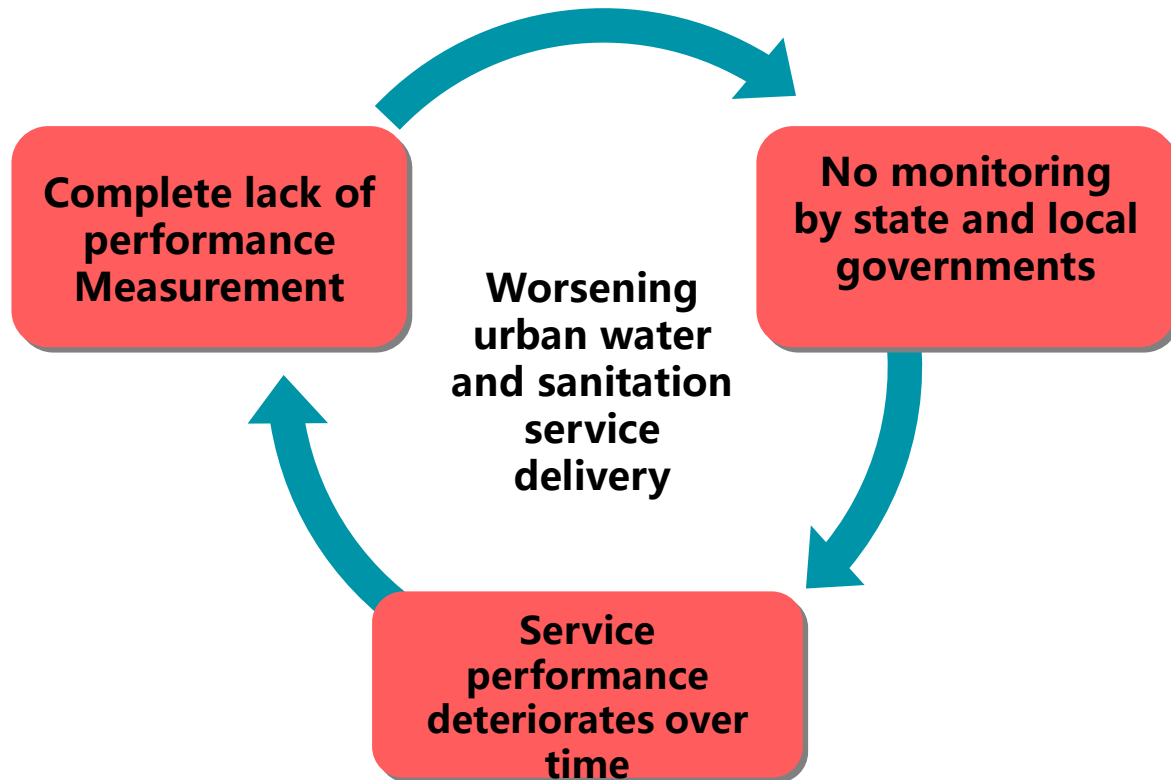 Complete lack of
performance
Measurement
No monitoring
by state and local
governments
Worsening
urban water
and sanitation
service
delivery
Service
performance
deteriorates over
time